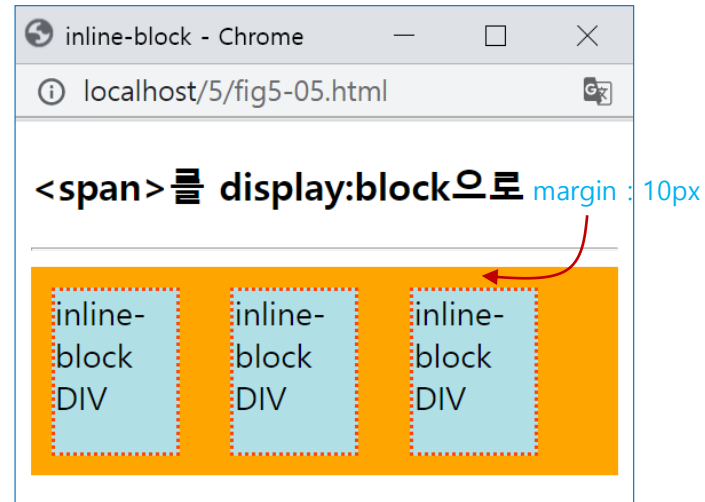 inline-block - Chrome
localhost/5/fig5-05.html
<span>를 display:block으로
margin : 10px
inline-
block
DIV
inline-
block
DIV
inline-
block
DIV